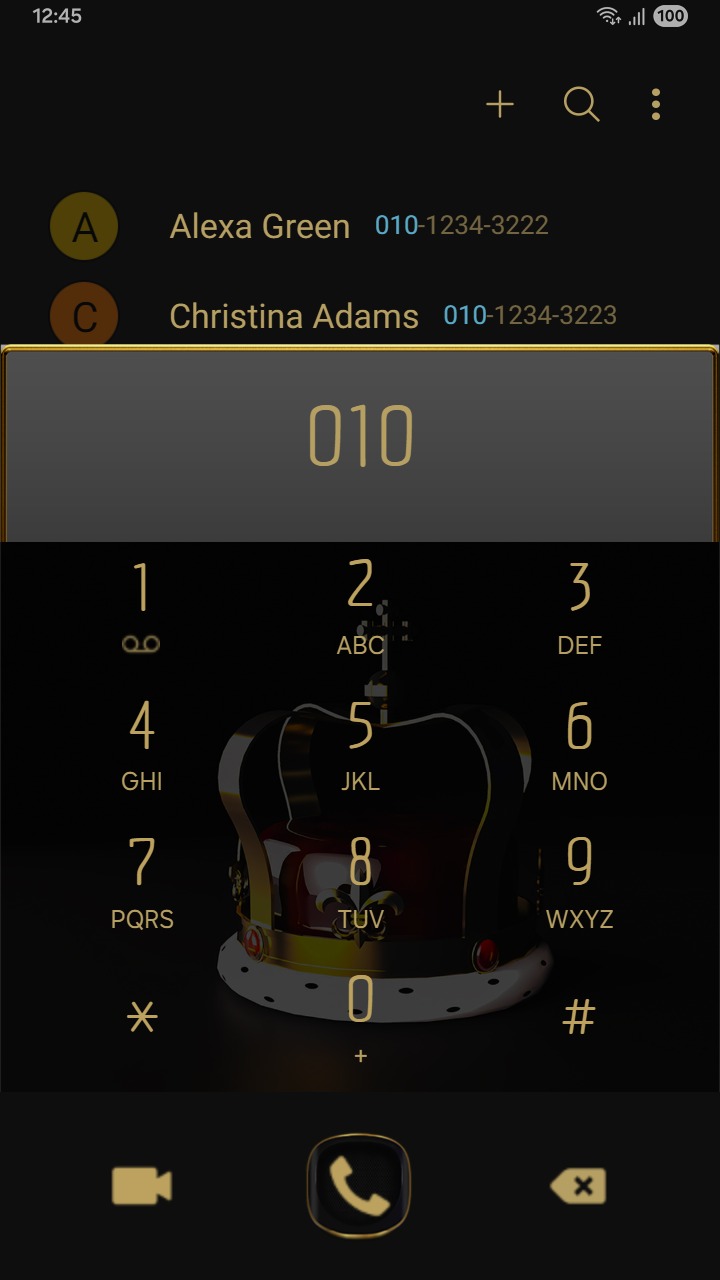 12:45
100
A Alexa Green 010-1234-3222
C Christina Adams 010-1234-3223
010
1 2 3
ABC DEF
4 5 6
GHI JKL MNO
7 8 9
PQRS TUV WXYZ
* 0 #
+